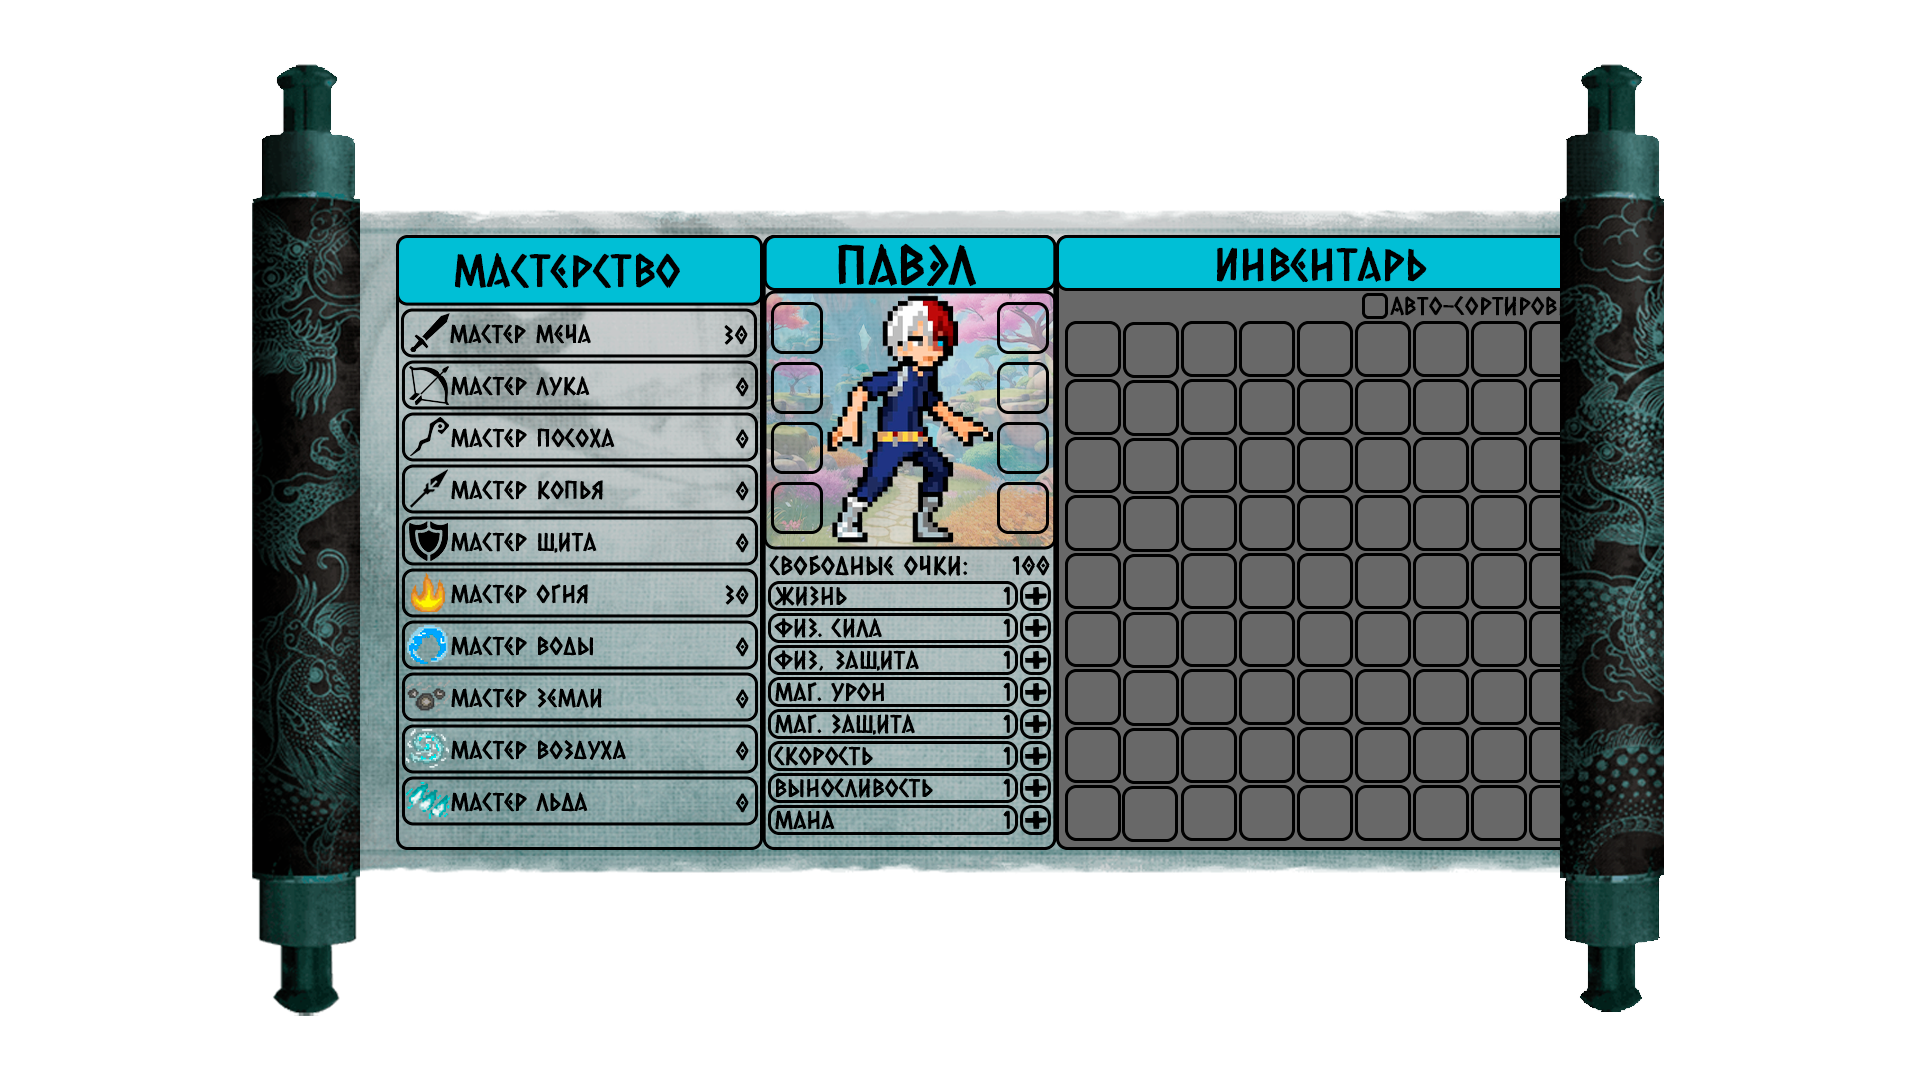 МАСТЕРСТВО
МАСТЕР МЕЧА 30
МАСТЕР ЛУКА 0
МАСТЕР ПОСОХА 0
МАСТЕР КОПЬЯ 0
МАСТЕР ЩИТА 0
МАСТЕР ОГНЯ 30
МАСТЕР ВОДЫ 0
МАСТЕР ЗЕМЛИ 0
МАСТЕР ВОЗДУХА 0
МАСТЕР ЛЬДА 0
ПАВЭЛ
СВОБОДНЫЕ ОЧКИ: 100
ЖИЗНЬ 1
ФИЗ. СИЛА 1
ФИЗ. ЗАЩИТА 1
МАГ. УРОН 1
МАГ. ЗАЩИТА 1
СКОРОСТЬ 1
ВЫНОСЛИВОСТЬ 1
МАНА 1
ИНВЕНТАРЬ
АВТО-СОРТИРОВ